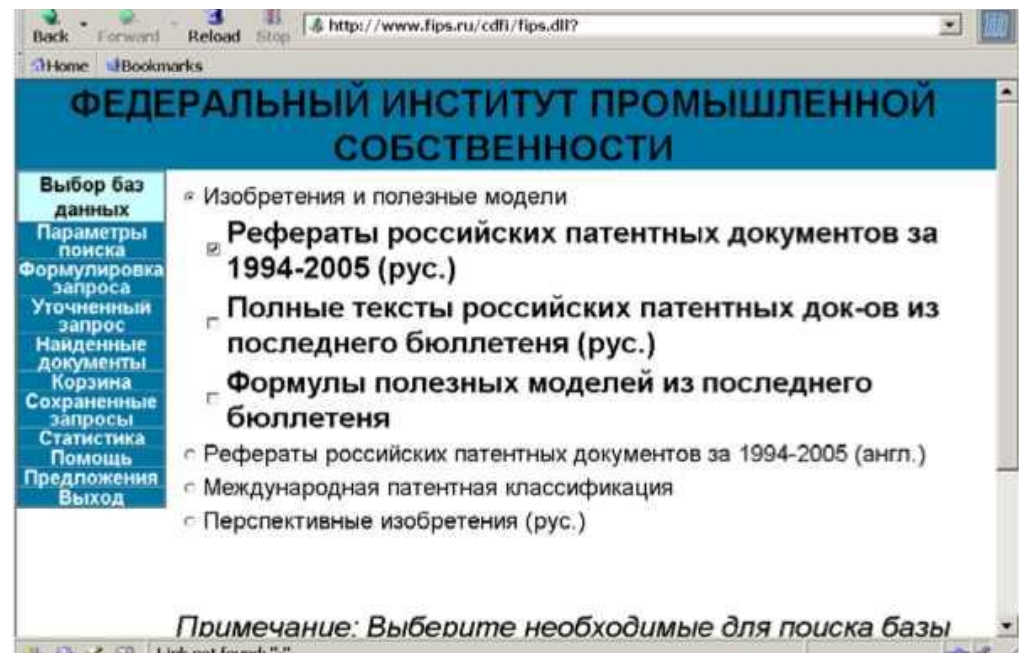 Back Forward Reload Stop http://www.fips.ru/cdfi/fips.dll?
Home Bookmarks
ФЕДЕРАЛЬНЫЙ ИНСТИТУТ ПРОМЫШЛЕННОЙ
СОБСТВЕННОСТИ
Выбор баз
данных
Параметры
поиска
Формулировка
запроса
Уточненный
запрос
Найденные
документы
Корзина
Сохраненные
запросы
Статистика
Помощь
Предложения
Выход
Изобретения и полезные модели
Рефераты российских патентных документов за
1994-2005 (рус.)
Полные тексты российских патентных док-ов из
последнего бюллетеня (рус.)
Формулы полезных моделей из последнего
бюллетеня
Рефераты российских патентных документов за 1994-2005 (англ.)
Международная патентная классификация
Перспективные изобретения (рус.)
Примечание: Выберите необходимые для поиска базы
Link not found: "-"